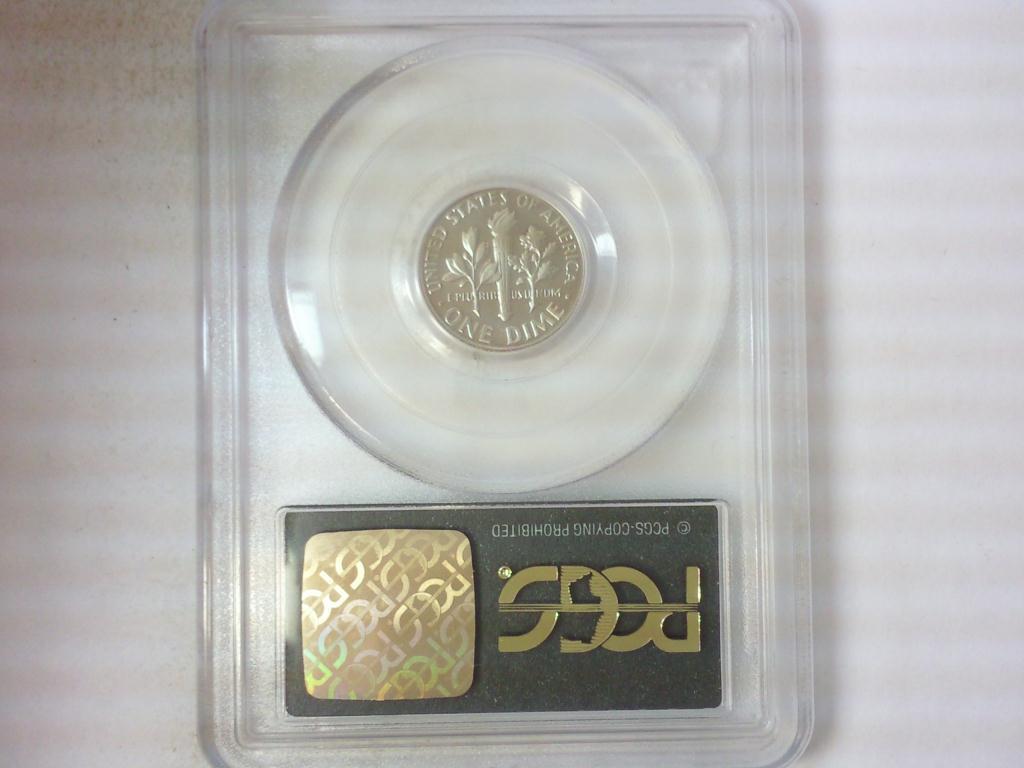 UNITED STATES OF AMERICA
E PLURIBUS UNUM
ONE DIME
© PCGS-COPYING PROHIBITED
PCGS